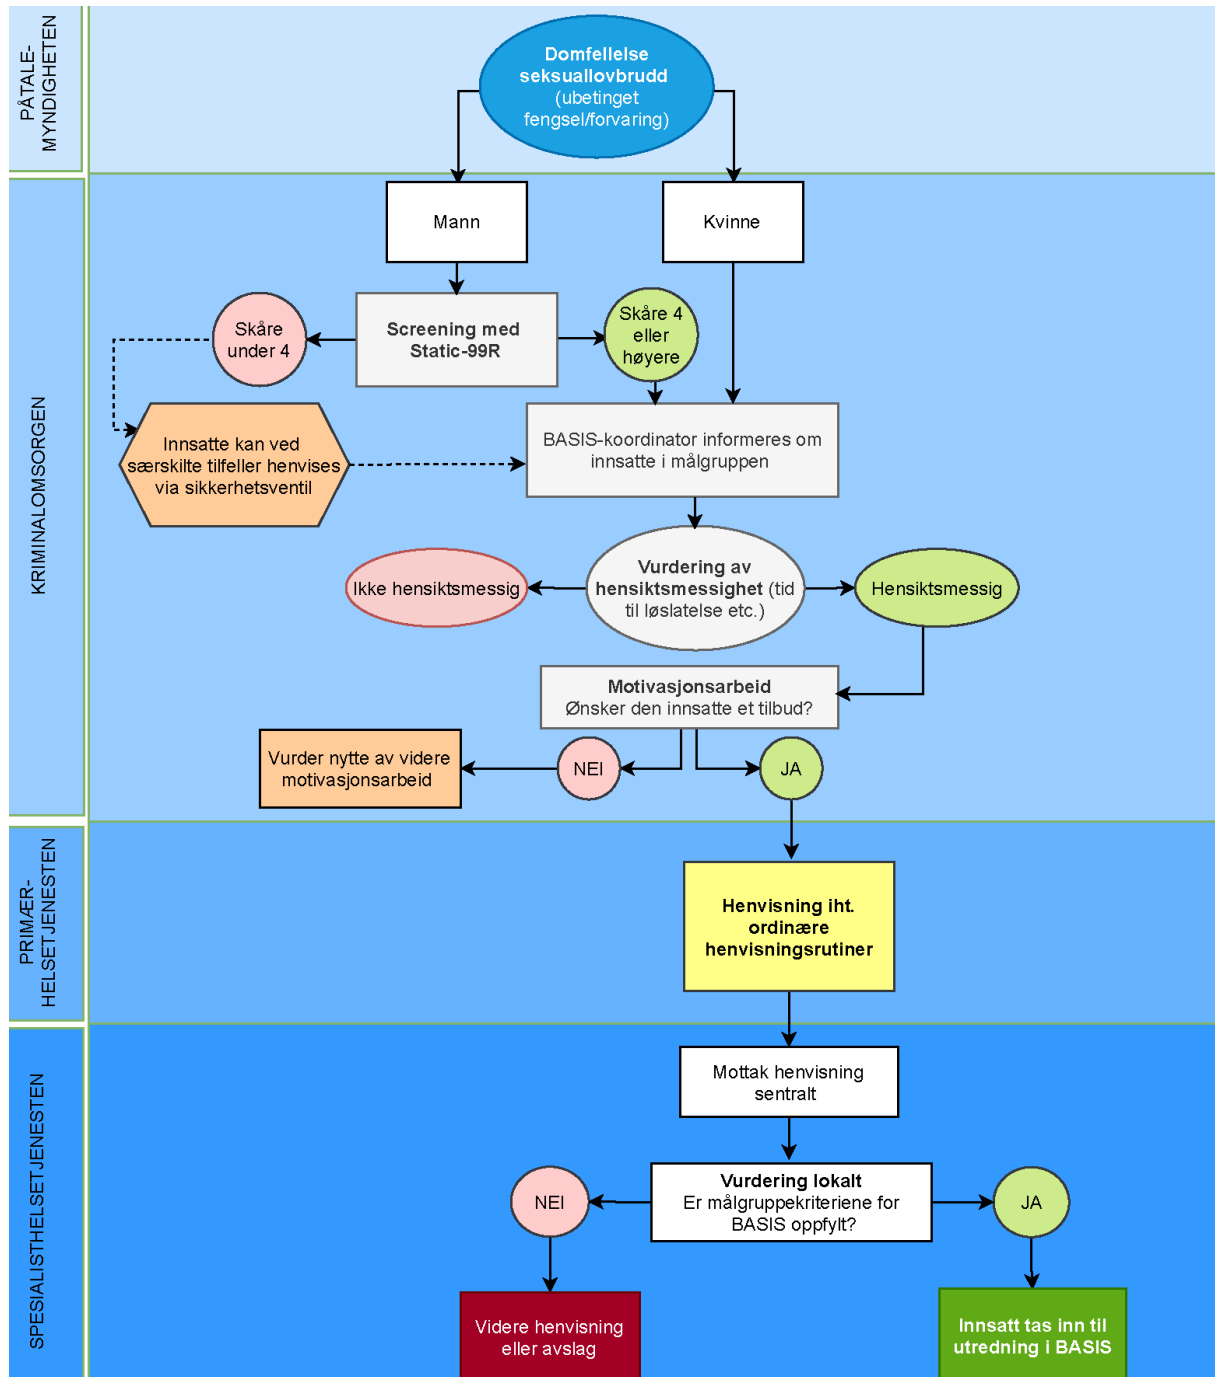 PÅTALE-
MYNDIGHETEN
Domfellelse
seksuallovbrudd
(ubetinget
fengsel/forvaring)
KRIMINALOMSORGEN
Mann
Kvinne
Skåre
under 4
Screening med
Static-99R
Skåre 4
eller
høyere
Innsatte kan ved
særskilte tilfeller henvises
via sikkerhetsventil
BASIS-koordinator informeres om
innsatte i målgruppen
Ikke hensiktsmessig
Vurdering av
hensiktsmessighet (tid
til løslatelse etc.)
Hensiktsmessig
Motivasjonsarbeid
Ønsker den innsatte et tilbud?
Vurder nytte av videre
motivasjonsarbeid
NEI
JA
PRIMÆR-
HELSETJENESTEN
Henvisning iht.
ordinære
henvisningsrutiner
SPESIALISTHELSETJENESTEN
Mottak henvisning
sentralt
NEI
Vurdering lokalt
Er målgruppekriteriene for
BASIS oppfylt?
JA
Videre henvisning
eller avslag
Innsatt tas inn til
utredning i BASIS